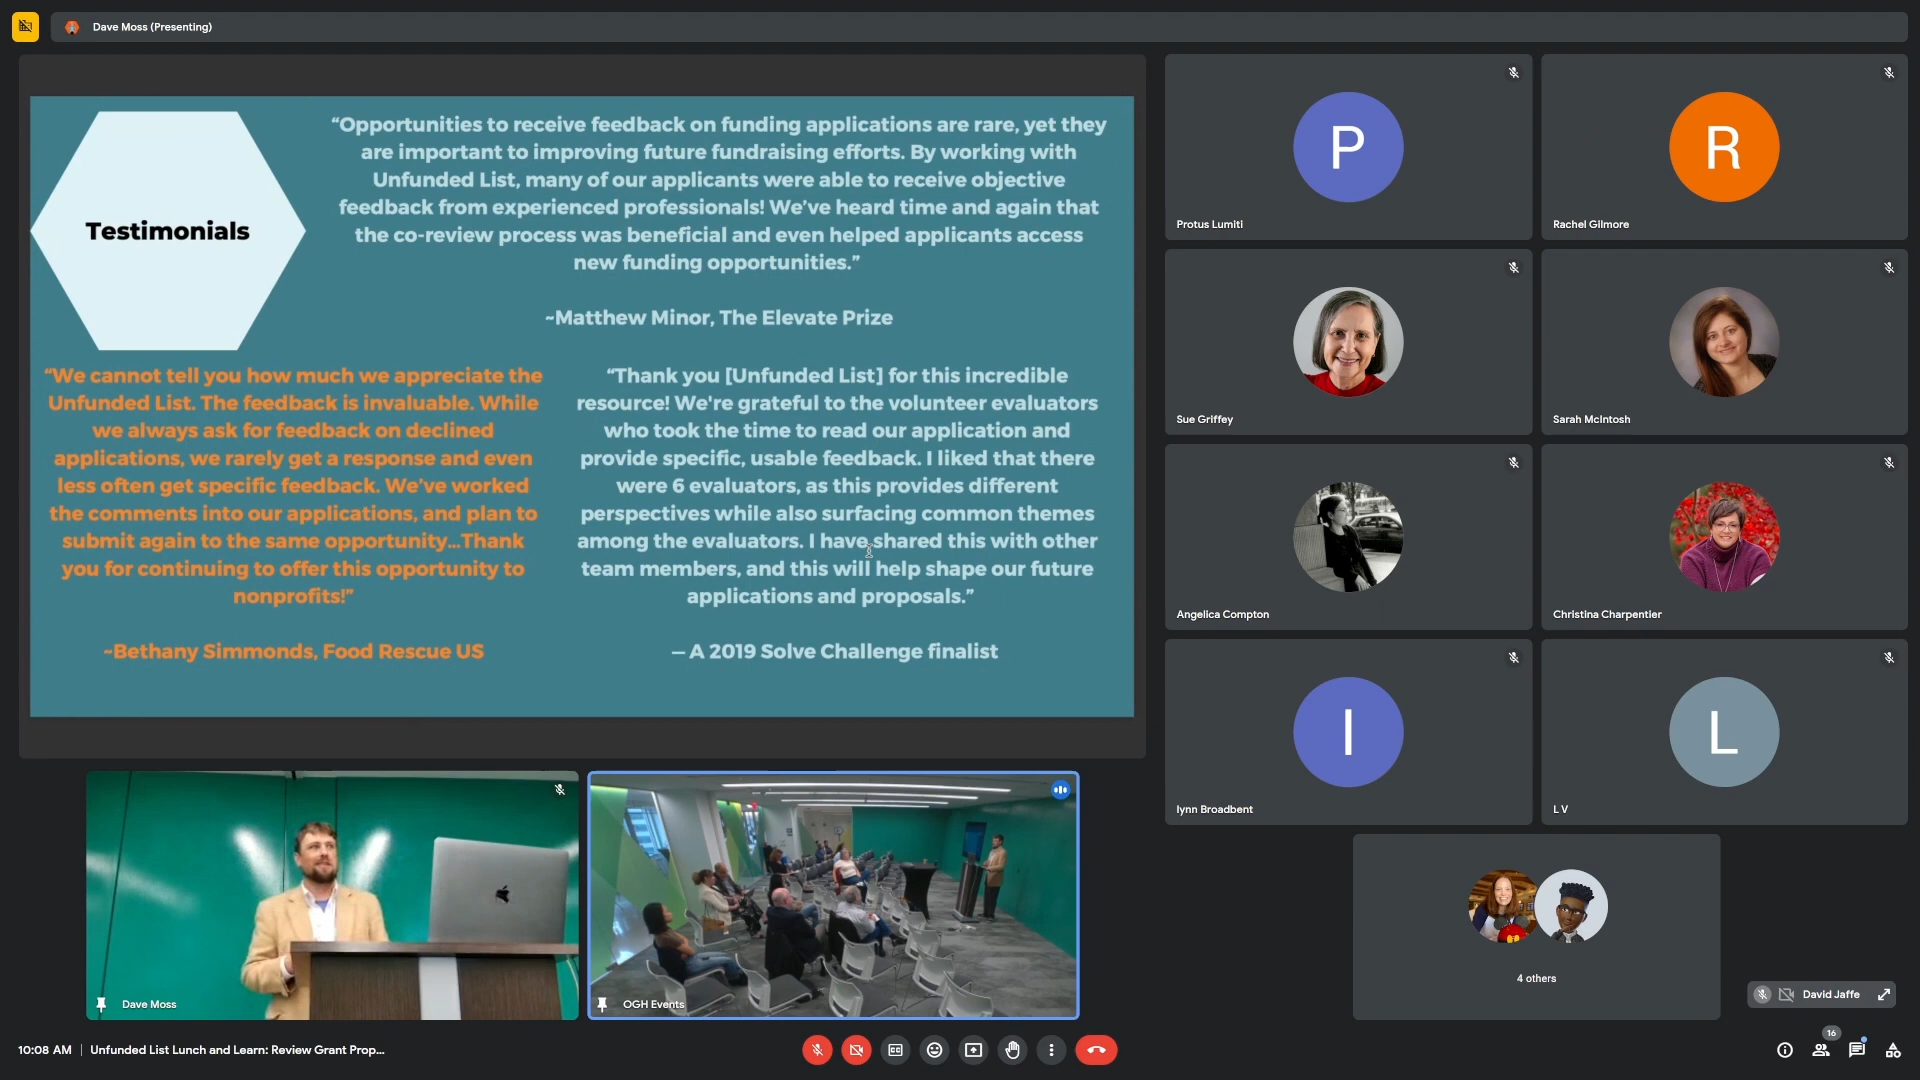 Dave Moss (Presenting)
Testimonials
“Opportunities to receive feedback on funding applications are rare, yet they
are important to improving future fundraising efforts. By working with
Unfunded List, many of our applicants were able to receive objective
feedback from experienced professionals! We’ve heard time and again that
the co-review process was beneficial and even helped applicants access
new funding opportunities.”
~Matthew Minor, The Elevate Prize
“We cannot tell you how much we appreciate the
Unfunded List. The feedback is invaluable. While
we always ask for feedback on declined
applications, we rarely get a response and even
less often get specific feedback. We’ve worked
the comments into our applications, and plan to
submit again to the same opportunity...Thank
you for continuing to offer this opportunity to
nonprofits!”
~Bethany Simmonds, Food Rescue US
“Thank you [Unfunded List] for this incredible
resource! We're grateful to the volunteer evaluators
who took the time to read our application and
provide specific, usable feedback. I liked that there
were 6 evaluators, as this provides different
perspectives while also surfacing common themes
among the evaluators. I have shared this with other
team members, and this will help shape our future
applications and proposals.”
— A 2019 Solve Challenge finalist
P
Protus Lumiti
R
Rachel Gilmore
Sue Griffey
Sarah McIntosh
Angelica Compton
Christina Charpentier
l
lynn Broadbent
L
L V
4 others
Dave Moss
OGH Events
David Jaffe
10:08 AM | Unfunded List Lunch and Learn: Review Grant Prop...
16